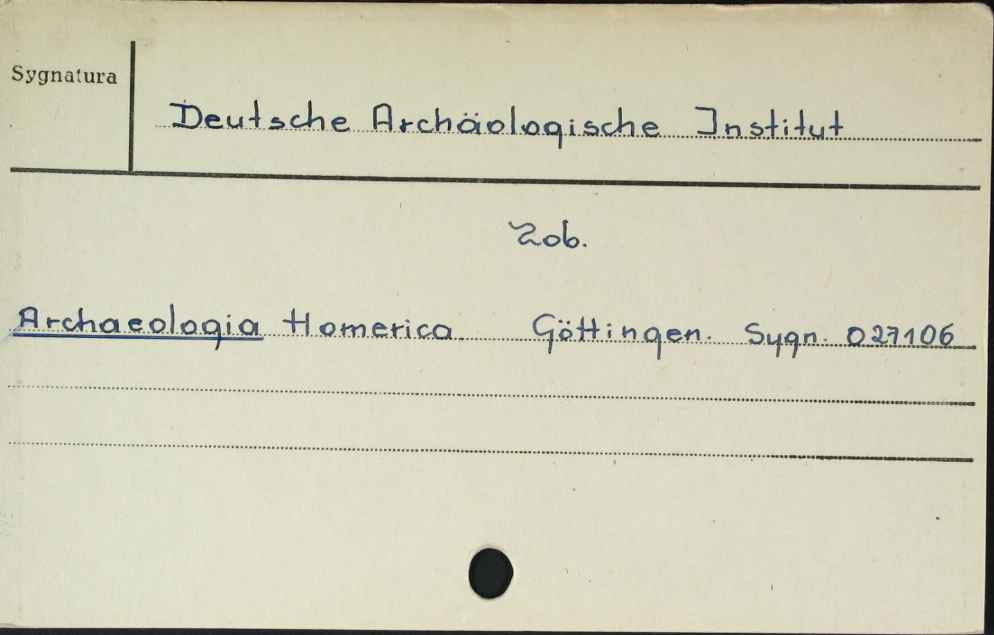 Sygnatura
Deutsche Archäologische Institut
Zob.
Archaeologia Homerica. Göttingen. Sygn. 027106